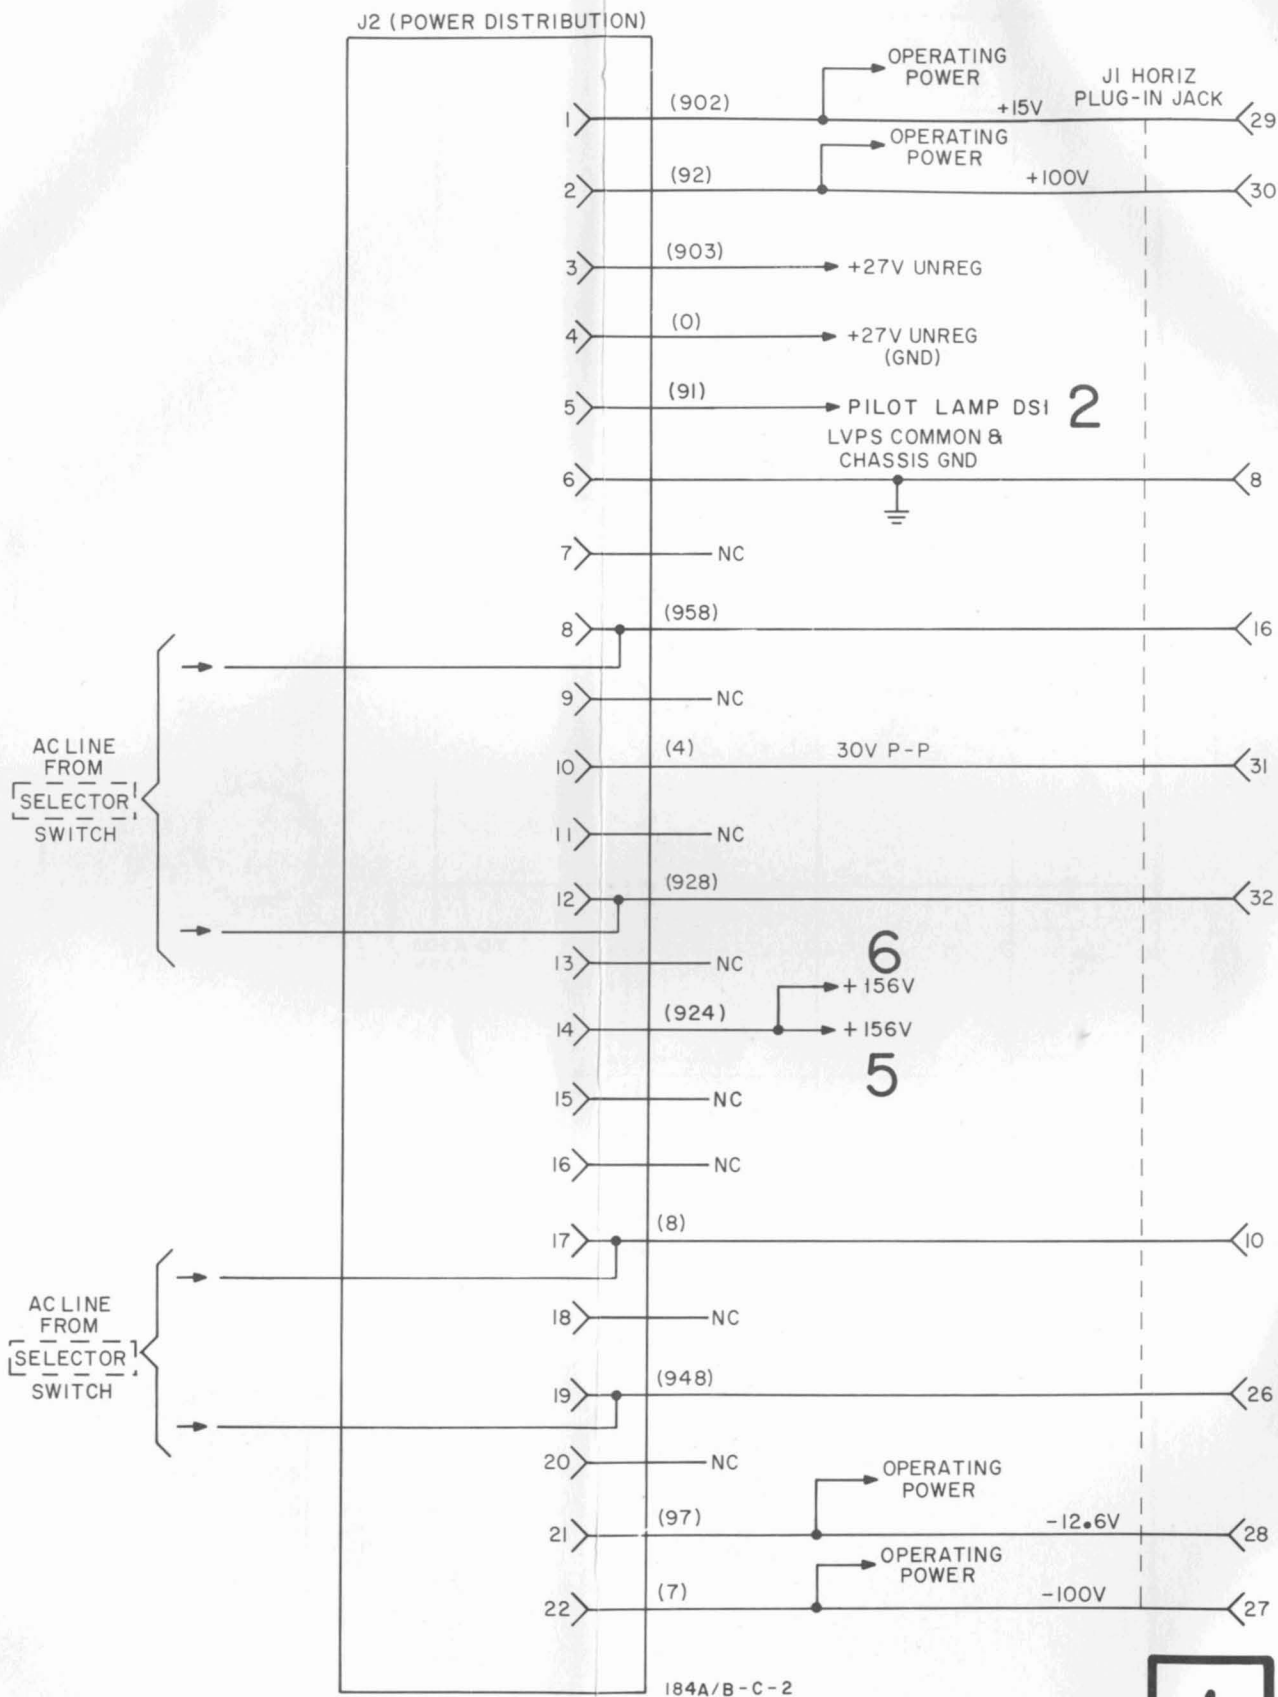 J2 (POWER DISTRIBUTION)
OPERATING
POWER
J1 HORIZ
PLUG-IN JACK
1 (902) +15V 29
OPERATING
POWER
2 (92) +100V 30
3 (903) +27V UNREG
4 (0) +27V UNREG
(GND)
5 (91) PILOT LAMP DS1 2
LVPS COMMON &
CHASSIS GND
6 8
7 NC
8 (958) 16
9 NC
AC LINE
FROM
SELECTOR
SWITCH
10 (4) 30V P-P 31
11 NC
12 (928) 32
13 NC
6
+156V
14 (924) +156V
5
15 NC
16 NC
17 (8) 10
18 NC
AC LINE
FROM
SELECTOR
SWITCH
19 (948) 26
20 NC
OPERATING
POWER
21 (97) -12.6V 28
OPERATING
POWER
22 (7) -100V 27
184A/B-C-2